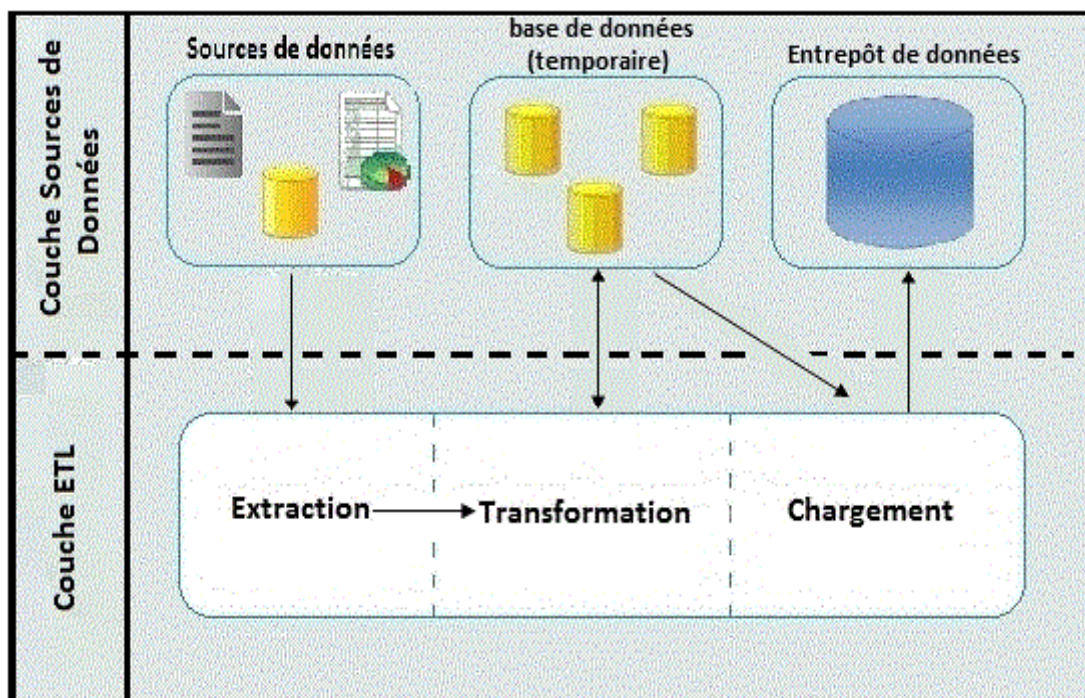 Sources de données
base de données
(temporaire)
Entrepôt de données
Couche Sources de
Données
Couche ETL
Extraction
Transformation
Chargement